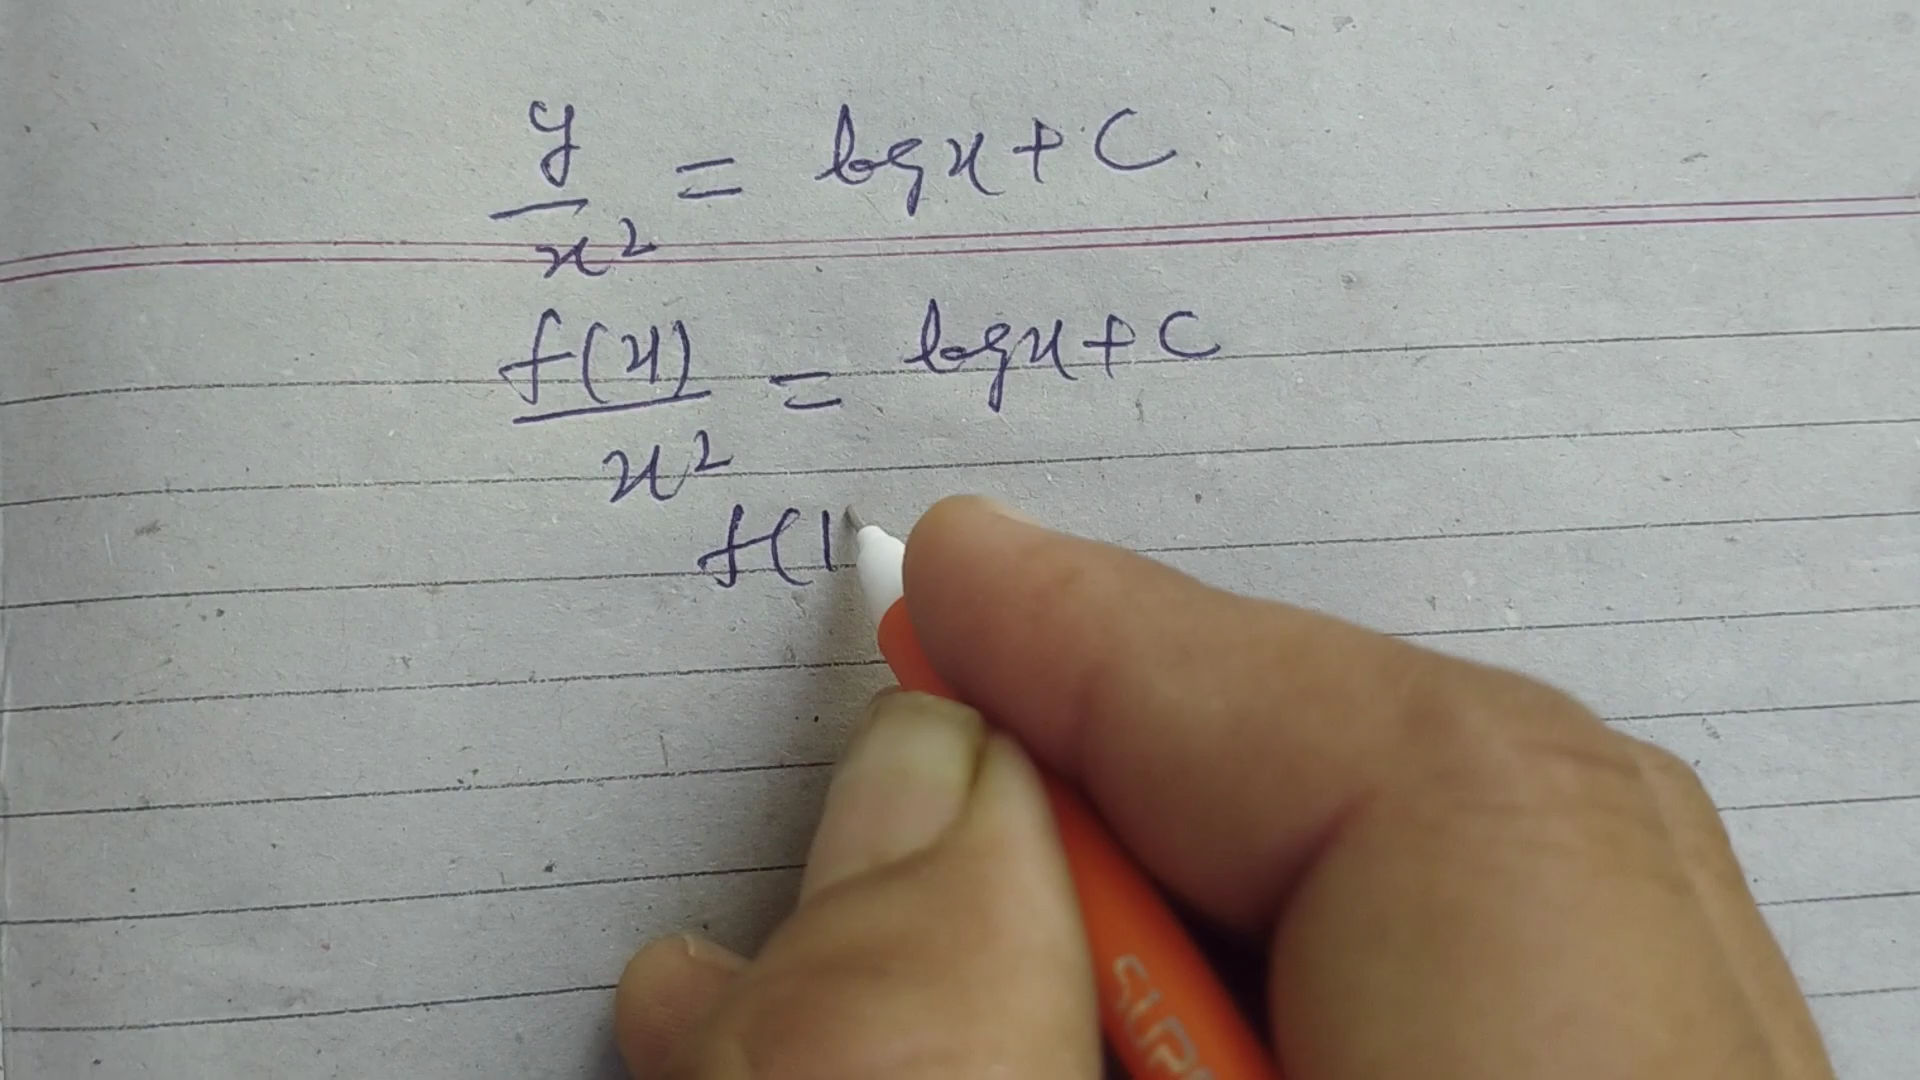 y/x² = log x + C
f(x)/x² = log x + C
f(1